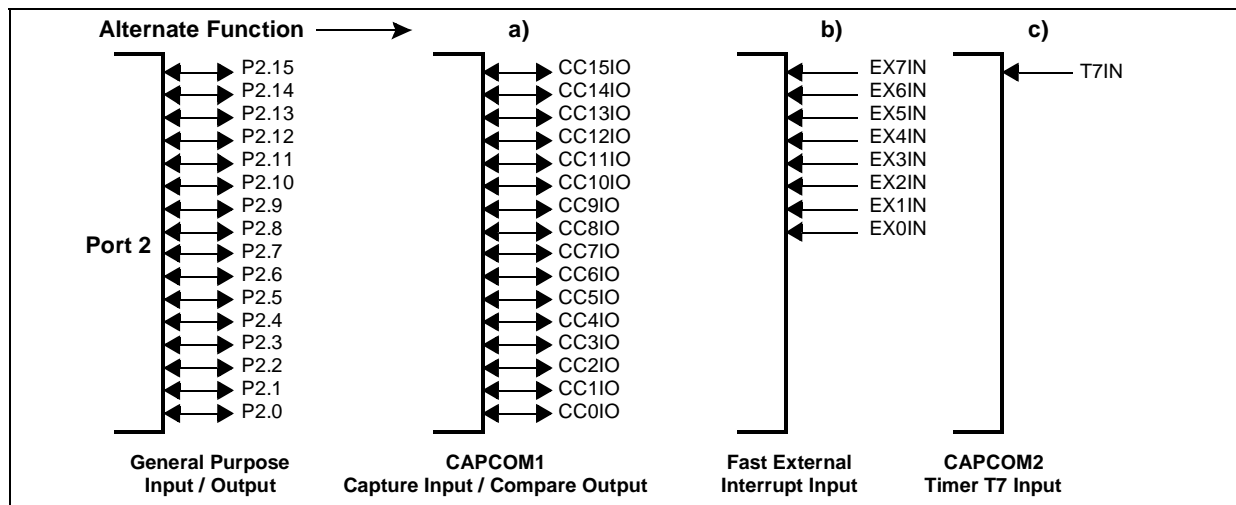 Alternate Function a) b) c)
P2.15 CC15IO EX7IN T7IN
P2.14 CC14IO EX6IN
P2.13 CC13IO EX5IN
P2.12 CC12IO EX4IN
P2.11 CC11IO EX3IN
P2.10 CC10IO EX2IN
P2.9 CC9IO EX1IN
P2.8 CC8IO EX0IN
Port 2
P2.7 CC7IO
P2.6 CC6IO
P2.5 CC5IO
P2.4 CC4IO
P2.3 CC3IO
P2.2 CC2IO
P2.1 CC1IO
P2.0 CC0IO
General Purpose CAPCOM1 Fast External CAPCOM2
Input / Output Capture Input / Compare Output Interrupt Input Timer T7 Input